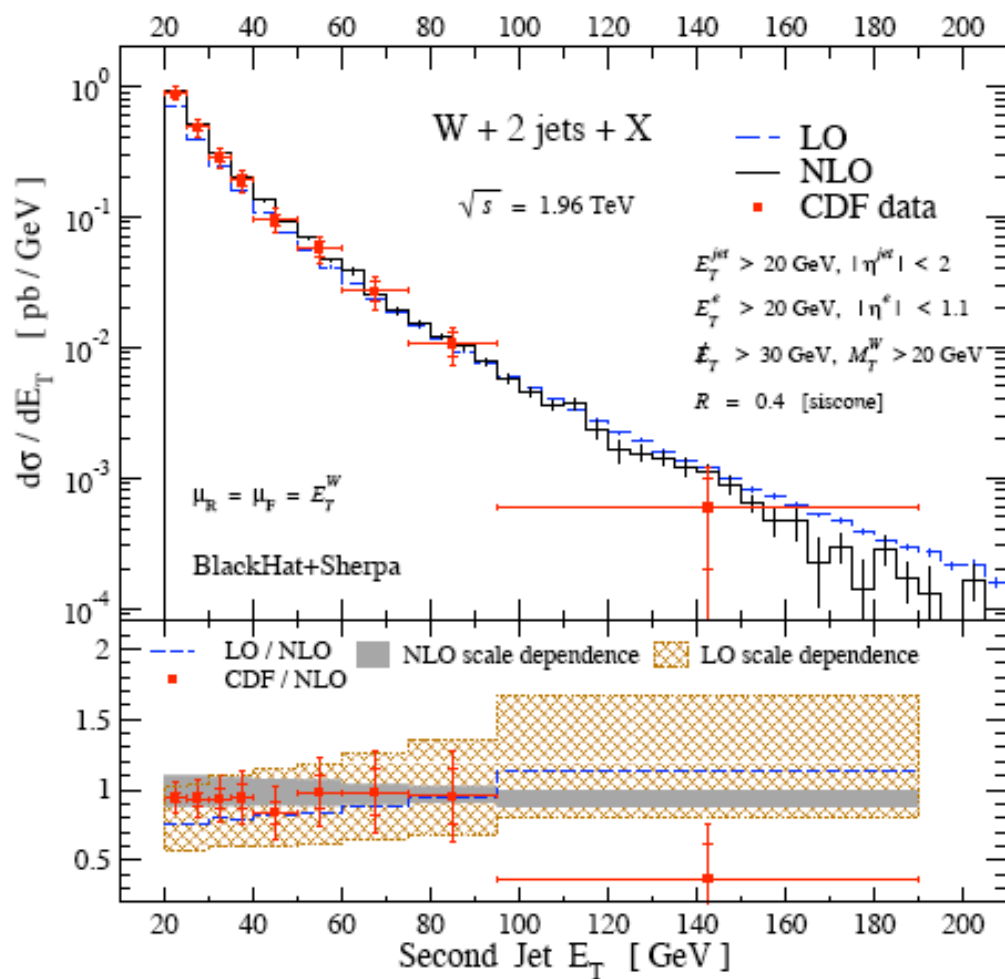 20 40 60 80 100 120 140 160 180 200
10^0
10^-1
10^-2
10^-3
10^-4
dσ / dE_T [ pb / GeV ]
W + 2 jets + X
√s = 1.96 TeV
LO
NLO
CDF data
E_T^jet > 20 GeV, | η^jet | < 2
E_T^e > 20 GeV, | η^e | < 1.1
E̸_T > 30 GeV, M_T^W > 20 GeV
R = 0.4 [siscone]
μ_R = μ_F = E_T^W
BlackHat+Sherpa
2
1.5
1
0.5
LO / NLO
CDF / NLO
NLO scale dependence
LO scale dependence
20 40 60 80 100 120 140 160 180 200
Second Jet E_T [ GeV ]